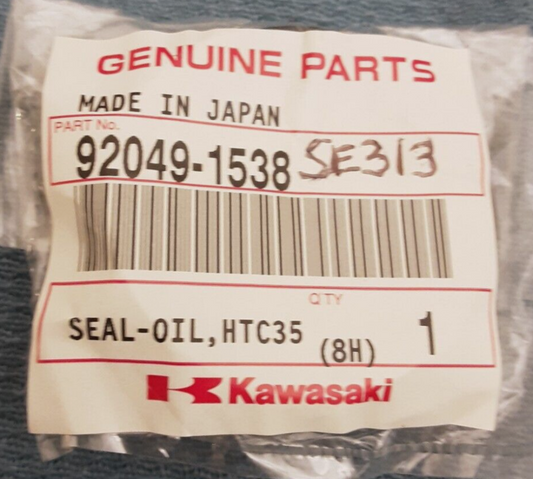 GENUINE PARTS
MADE IN JAPAN
PART No.
92049-1538 SE313
QTY
SEAL-OIL,HTC35 (8H) 1
Kawasaki